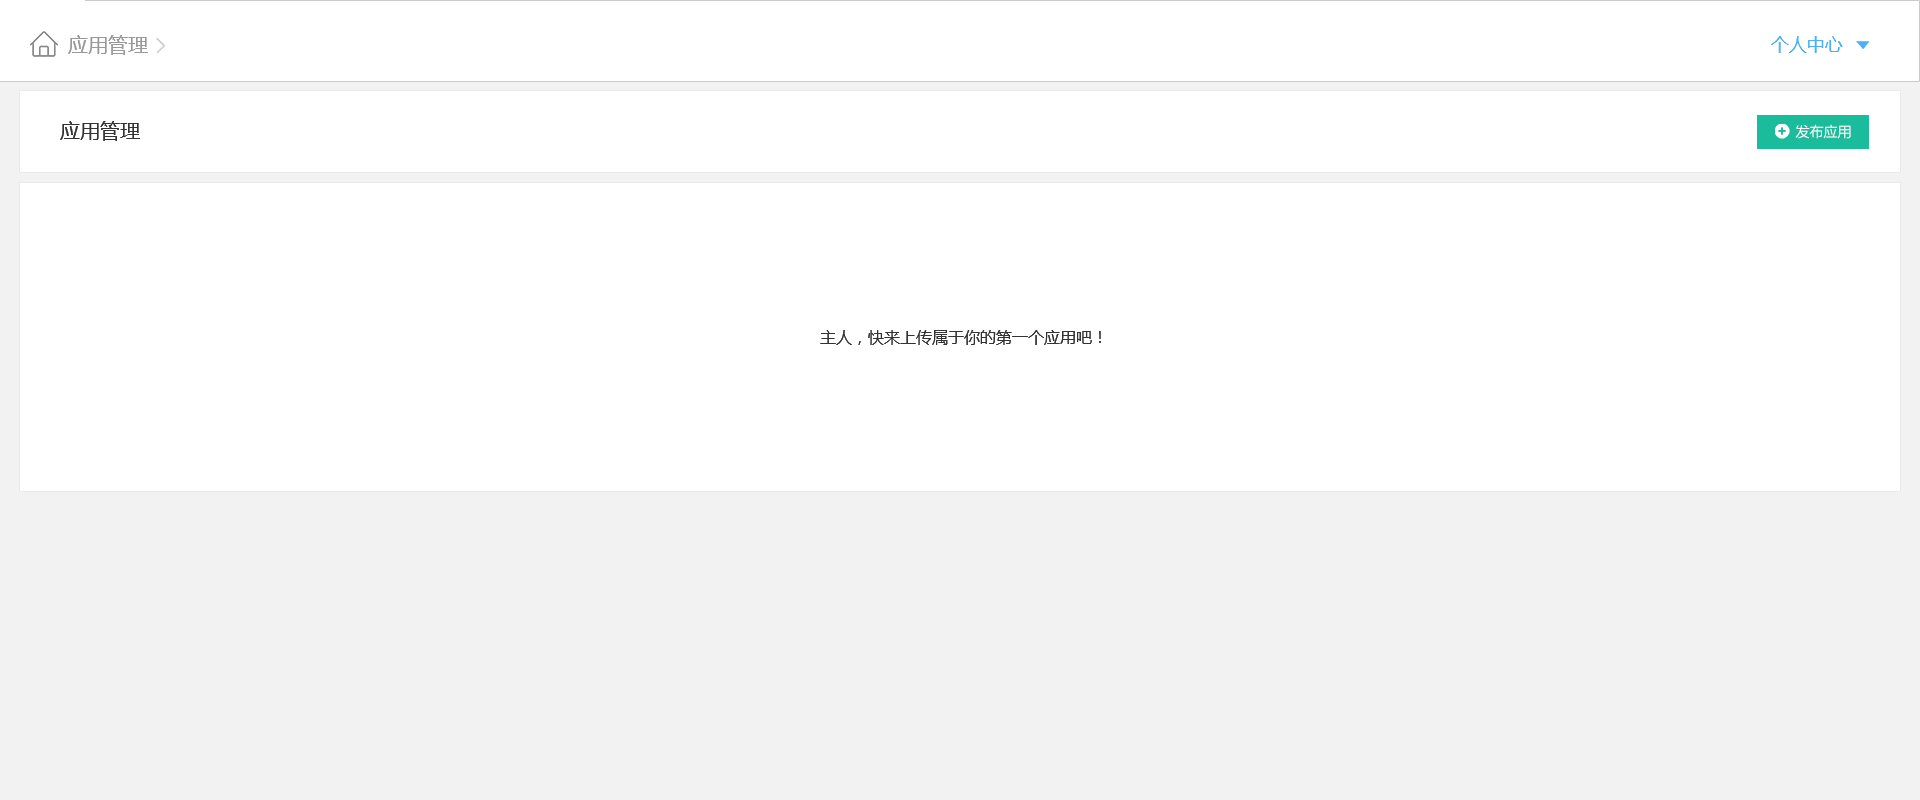 应用管理
个人中心
应用管理
发布应用
主人，快来上传属于你的第一个应用吧！